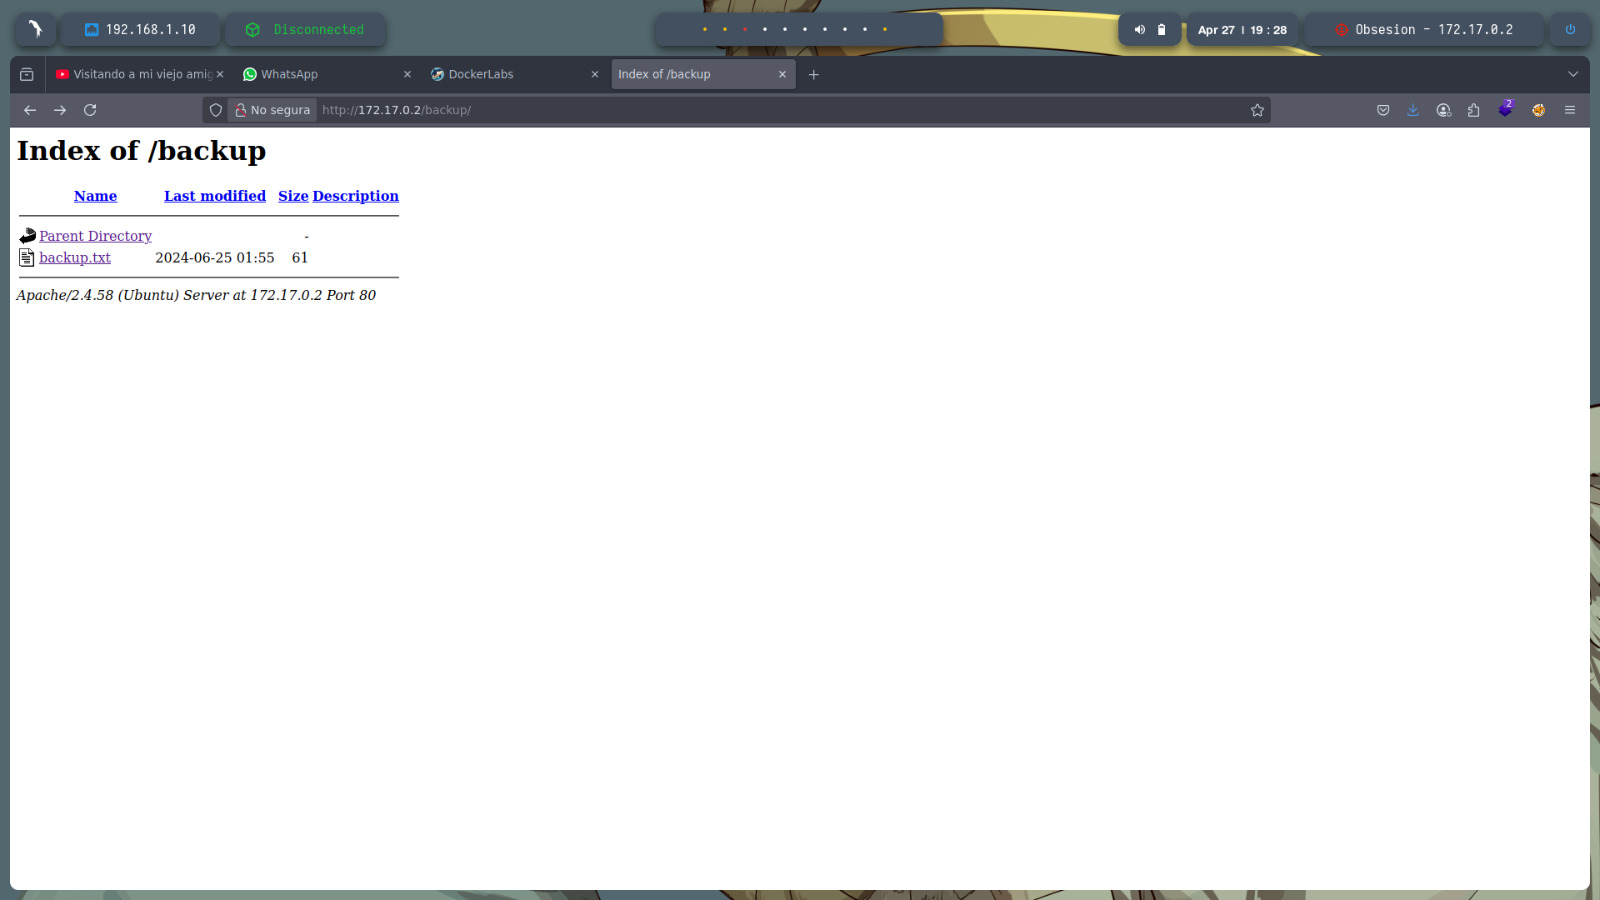 192.168.1.10
Disconnected
Apr 27 | 19 : 28
Obsesion - 172.17.0.2
Visitando a mi viejo amig
WhatsApp
DockerLabs
Index of /backup
No segura
http://172.17.0.2/backup/
2
Index of /backup
Name Last modified Size Description
Parent Directory -
backup.txt 2024-06-25 01:55 61
Apache/2.4.58 (Ubuntu) Server at 172.17.0.2 Port 80